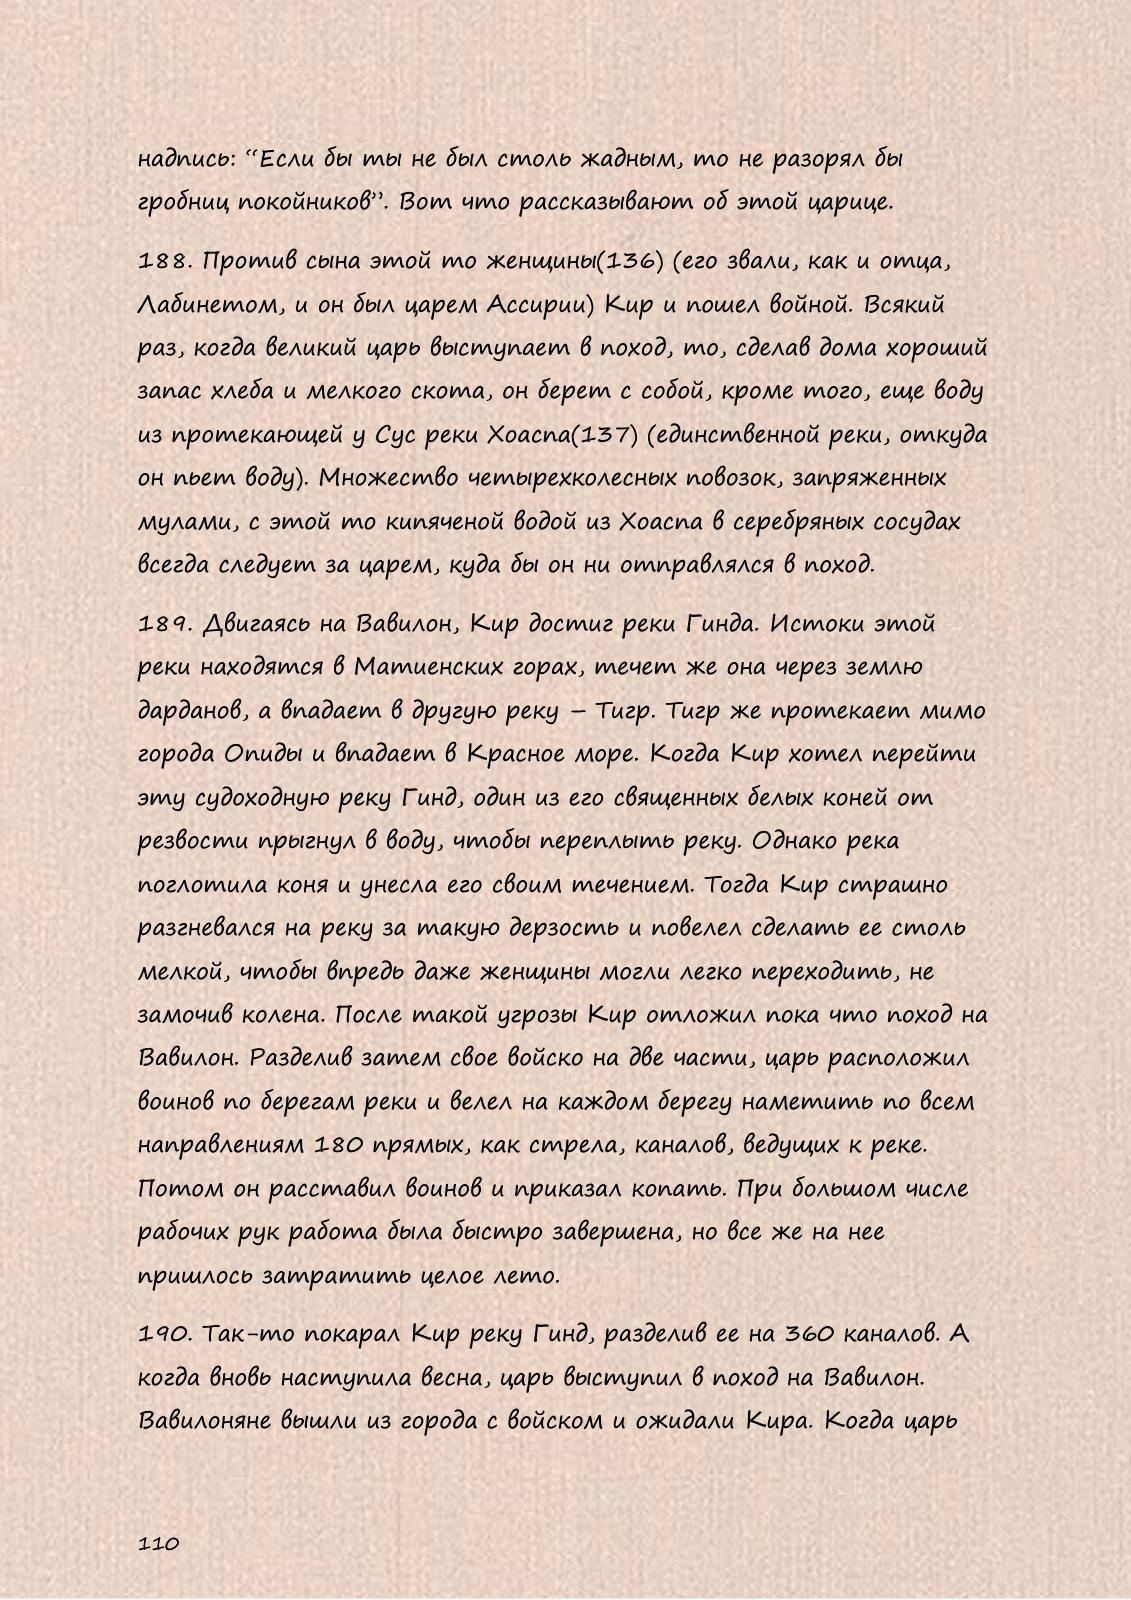 надпись: “Если бы ты не был столь жадным, то не разорял бы
гробниц покойников”. Вот что рассказывают об этой царице.
188. Против сына этой то женщины(136) (его звали, как и отца,
Лабинетом, и он был царем Ассирии) Кир и пошел войной. Всякий
раз, когда великий царь выступает в поход, то, сделав дома хороший
запас хлеба и мелкого скота, он берет с собой, кроме того, еще воду
из протекающей у Сус реки Хоаспа(137) (единственной реки, откуда
он пьет воду). Множество четырехколесных повозок, запряженных
мулами, с этой то кипяченой водой из Хоаспа в серебряных сосудах
всегда следует за царем, куда бы он ни отправлялся в поход.
189. Двигаясь на Вавилон, Кир достиг реки Гинда. Истоки этой
реки находятся в Матиенских горах, течет же она через землю
дарданов, а впадает в другую реку – Тигр. Тигр же протекает мимо
города Опиды и впадает в Красное море. Когда Кир хотел перейти
эту судоходную реку Гинд, один из его священных белых коней от
резвости прыгнул в воду, чтобы переплыть реку. Однако река
поглотила коня и унесла его своим течением. Тогда Кир страшно
разгневался на реку за такую дерзость и повелел сделать ее столь
мелкой, чтобы впредь даже женщины могли легко переходить, не
замочив колена. После такой угрозы Кир отложил пока что поход на
Вавилон. Разделив затем свое войско на две части, царь расположил
воинов по берегам реки и велел на каждом берегу наметить по всем
направлениям 180 прямых, как стрела, каналов, ведущих к реке.
Потом он расставил воинов и приказал копать. При большом числе
рабочих рук работа была быстро завершена, но все же на нее
пришлось затратить целое лето.
190. Так-то покарал Кир реку Гинд, разделив ее на 360 каналов. А
когда вновь наступила весна, царь выступил в поход на Вавилон.
Вавилоняне вышли из города с войском и ожидали Кира. Когда царь
110